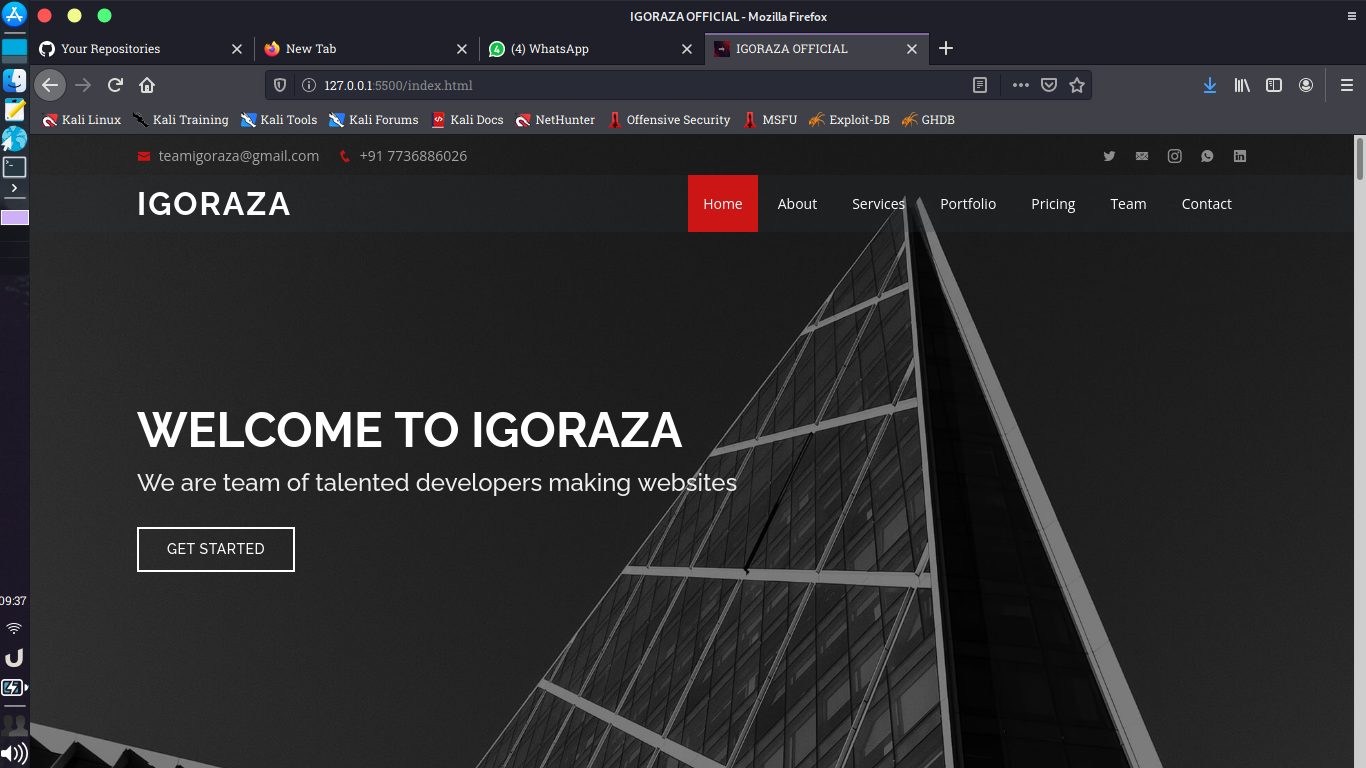 IGORAZA OFFICIAL - Mozilla Firefox
Your Repositories
New Tab
(4) WhatsApp
IGORAZA OFFICIAL
127.0.0.1:5500/index.html
Kali Linux Kali Training Kali Tools Kali Forums Kali Docs NetHunter Offensive Security MSFU Exploit-DB GHDB
teamigoraza@gmail.com +91 7736886026
IGORAZA
Home About Services Portfolio Pricing Team Contact
WELCOME TO IGORAZA
We are team of talented developers making websites
GET STARTED
09:37